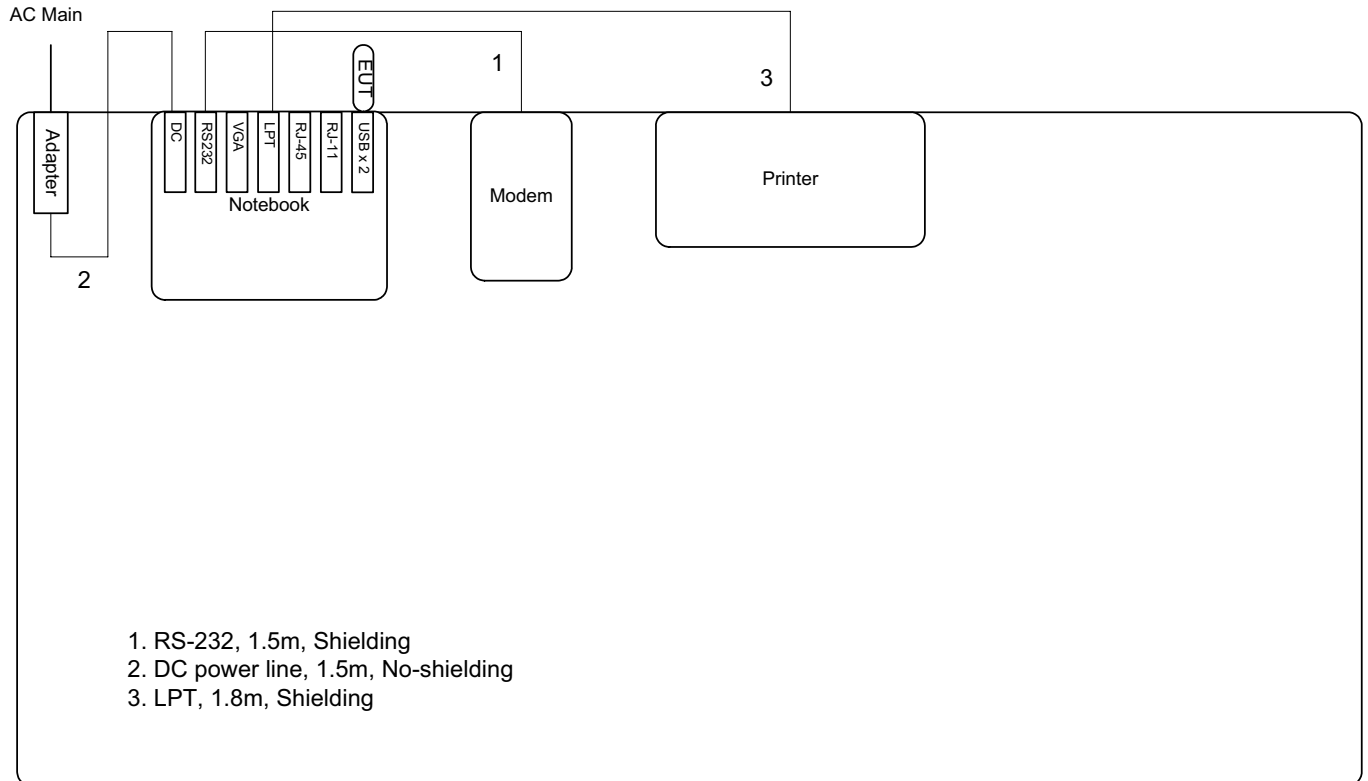 AC Main
1
3
EUT
Adapter
DC
RS232
VGA
LPT
RJ-45
RJ-11
USB x 2
Notebook
Modem
Printer
2
1. RS-232, 1.5m, Shielding
2. DC power line, 1.5m, No-shielding
3. LPT, 1.8m, Shielding